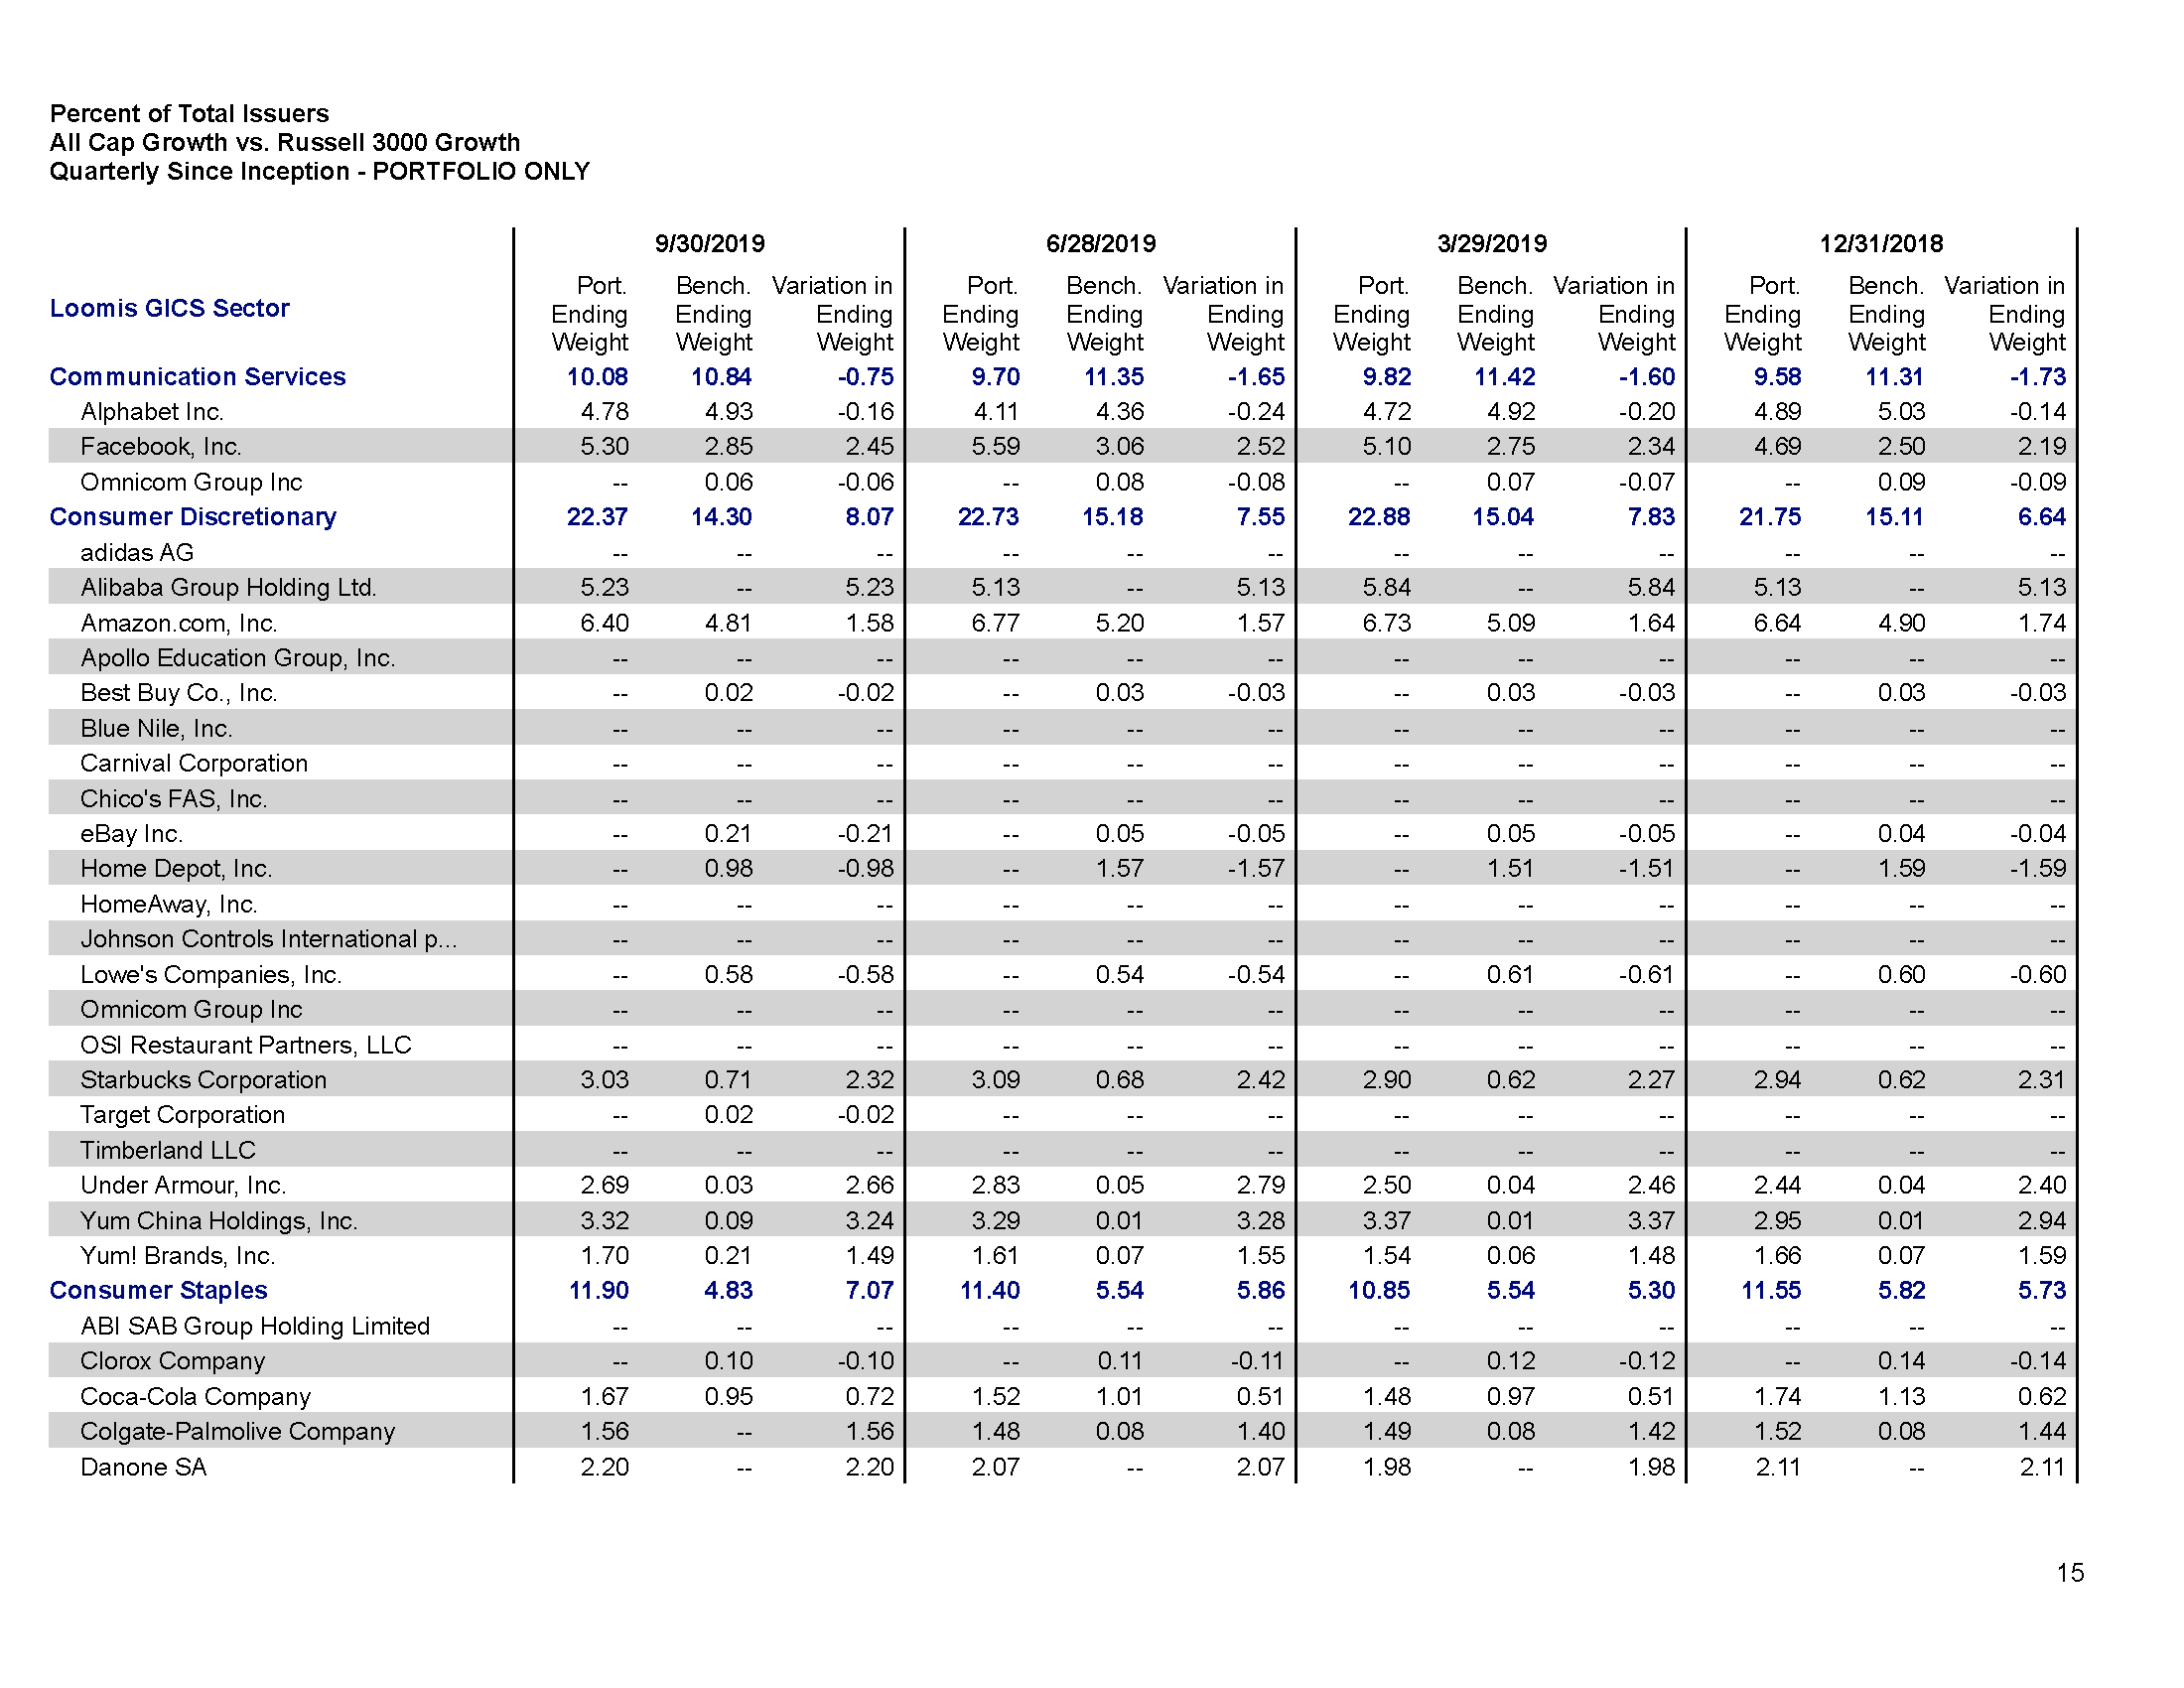 Percent of Total Issuers
All Cap Growth vs. Russell 3000 Growth
Quarterly Since Inception - PORTFOLIO ONLY
9/30/2019 6/28/2019 3/29/2019 12/31/2018
Loomis GICS Sector
Port. Bench. Variation in Port. Bench. Variation in Port. Bench. Variation in Port. Bench. Variation in
Ending Ending Ending Ending Ending Ending Ending Ending Ending Ending Ending Ending
Weight Weight Weight Weight Weight Weight Weight Weight Weight Weight Weight Weight
Communication Services 10.08 10.84 -0.75 9.70 11.35 -1.65 9.82 11.42 -1.60 9.58 11.31 -1.73
Alphabet Inc. 4.78 4.93 -0.16 4.11 4.36 -0.24 4.72 4.92 -0.20 4.89 5.03 -0.14
Facebook, Inc. 5.30 2.85 2.45 5.59 3.06 2.52 5.10 2.75 2.34 4.69 2.50 2.19
Omnicom Group Inc -- 0.06 -0.06 -- 0.08 -0.08 -- 0.07 -0.07 -- 0.09 -0.09
Consumer Discretionary 22.37 14.30 8.07 22.73 15.18 7.55 22.88 15.04 7.83 21.75 15.11 6.64
adidas AG -- -- -- -- -- -- -- -- -- -- -- --
Alibaba Group Holding Ltd. 5.23 -- 5.23 5.13 -- 5.13 5.84 -- 5.84 5.13 -- 5.13
Amazon.com, Inc. 6.40 4.81 1.58 6.77 5.20 1.57 6.73 5.09 1.64 6.64 4.90 1.74
Apollo Education Group, Inc. -- -- -- -- -- -- -- -- -- -- -- --
Best Buy Co., Inc. -- 0.02 -0.02 -- 0.03 -0.03 -- 0.03 -0.03 -- 0.03 -0.03
Blue Nile, Inc. -- -- -- -- -- -- -- -- -- -- -- --
Carnival Corporation -- -- -- -- -- -- -- -- -- -- -- --
Chico's FAS, Inc. -- -- -- -- -- -- -- -- -- -- -- --
eBay Inc. -- 0.21 -0.21 -- 0.05 -0.05 -- 0.05 -0.05 -- 0.04 -0.04
Home Depot, Inc. -- 0.98 -0.98 -- 1.57 -1.57 -- 1.51 -1.51 -- 1.59 -1.59
HomeAway, Inc. -- -- -- -- -- -- -- -- -- -- -- --
Johnson Controls International p... -- -- -- -- -- -- -- -- -- -- -- --
Lowe's Companies, Inc. -- 0.58 -0.58 -- 0.54 -0.54 -- 0.61 -0.61 -- 0.60 -0.60
Omnicom Group Inc -- -- -- -- -- -- -- -- -- -- -- --
OSI Restaurant Partners, LLC -- -- -- -- -- -- -- -- -- -- -- --
Starbucks Corporation 3.03 0.71 2.32 3.09 0.68 2.42 2.90 0.62 2.27 2.94 0.62 2.31
Target Corporation -- 0.02 -0.02 -- -- -- -- -- -- -- -- --
Timberland LLC -- -- -- -- -- -- -- -- -- -- -- --
Under Armour, Inc. 2.69 0.03 2.66 2.83 0.05 2.79 2.50 0.04 2.46 2.44 0.04 2.40
Yum China Holdings, Inc. 3.32 0.09 3.24 3.29 0.01 3.28 3.37 0.01 3.37 2.95 0.01 2.94
Yum! Brands, Inc. 1.70 0.21 1.49 1.61 0.07 1.55 1.54 0.06 1.48 1.66 0.07 1.59
Consumer Staples 11.90 4.83 7.07 11.40 5.54 5.86 10.85 5.54 5.30 11.55 5.82 5.73
ABI SAB Group Holding Limited -- -- -- -- -- -- -- -- -- -- -- --
Clorox Company -- 0.10 -0.10 -- 0.11 -0.11 -- 0.12 -0.12 -- 0.14 -0.14
Coca-Cola Company 1.67 0.95 0.72 1.52 1.01 0.51 1.48 0.97 0.51 1.74 1.13 0.62
Colgate-Palmolive Company 1.56 -- 1.56 1.48 0.08 1.40 1.49 0.08 1.42 1.52 0.08 1.44
Danone SA 2.20 -- 2.20 2.07 -- 2.07 1.98 -- 1.98 2.11 -- 2.11
15